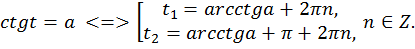 ctgt = a <=> [ t₁ = arcctga + 2πn,
t₂ = arcctga + π + 2πn, n ∈ Z.